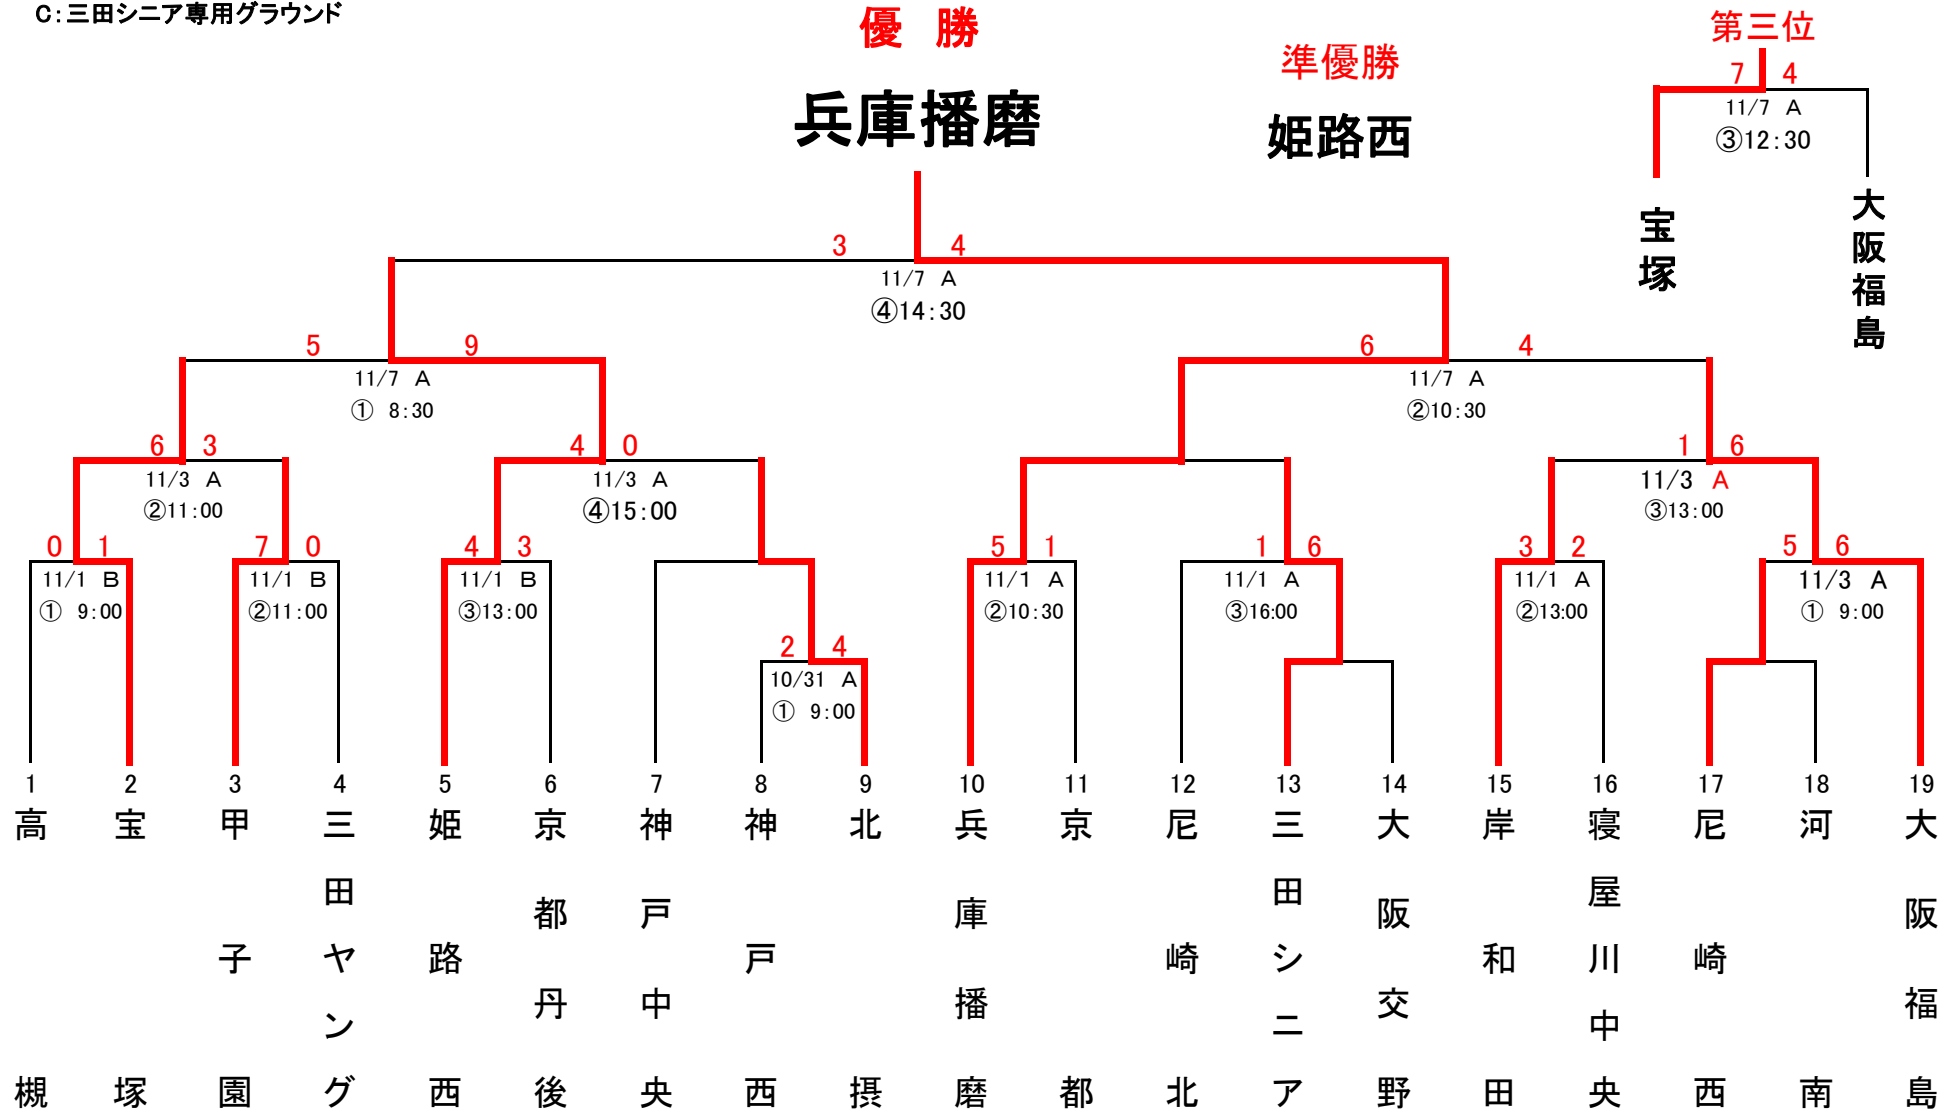 C:三田シニア専用グラウンド
優 勝
兵庫播磨
準優勝
姫路西
第三位
7 4
11/7 A
③12:30
宝塚
大阪福島
3 4
11/7 A
④14:30
5 9
11/7 A
① 8:30
6 4
11/7 A
②10:30
6 3
11/3 A
②11:00
4 0
11/3 A
④15:00
1 6
11/3 A
③13:00
0 1
11/1 B
① 9:00
7 0
11/1 B
②11:00
4 3
11/1 B
③13:00
5 1
11/1 A
②10:30
1 6
11/1 A
③16:00
3 2
11/1 A
②13:00
5 6
11/3 A
① 9:00
2 4
10/31 A
① 9:00
1 2 3 4 5 6 7 8 9 10 11 12 13 14 15 16 17 18 19
高槻
宝塚
甲子園
三田ヤング
姫路西
京都丹後
神戸中央
神戸西
北摂
兵庫播磨
京都
尼崎北
三田シニア
大阪交野
岸和田
寝屋川中央
尼崎西
河南
大阪福島